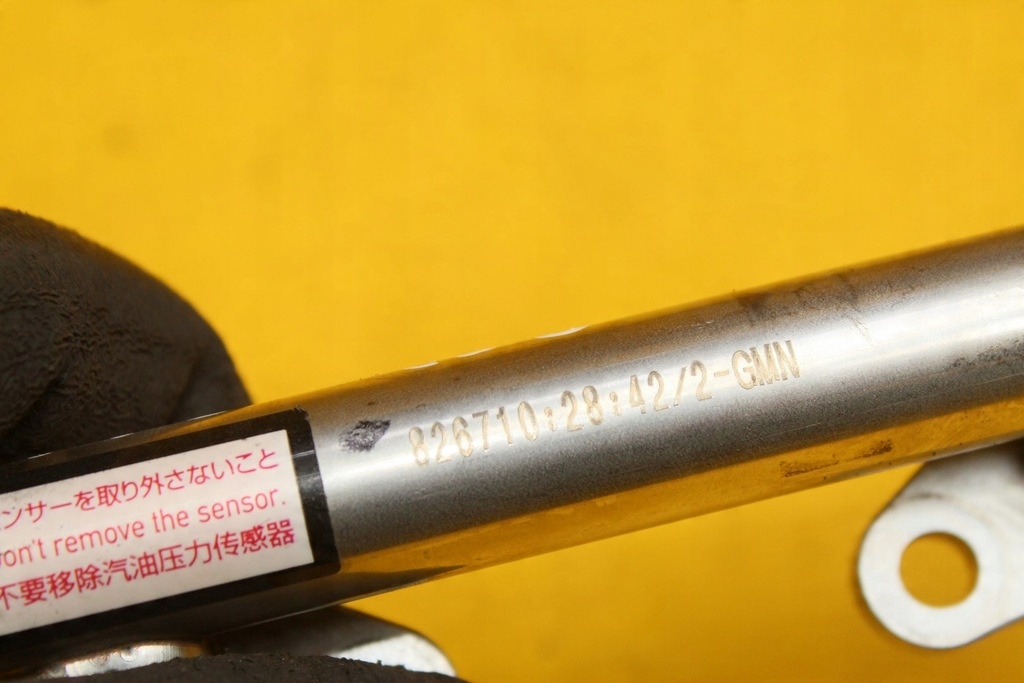 ンサーを取り外さないこと
on't remove the sensor.
不要移除汽油压力传感器
826710:28:42/2-GMN